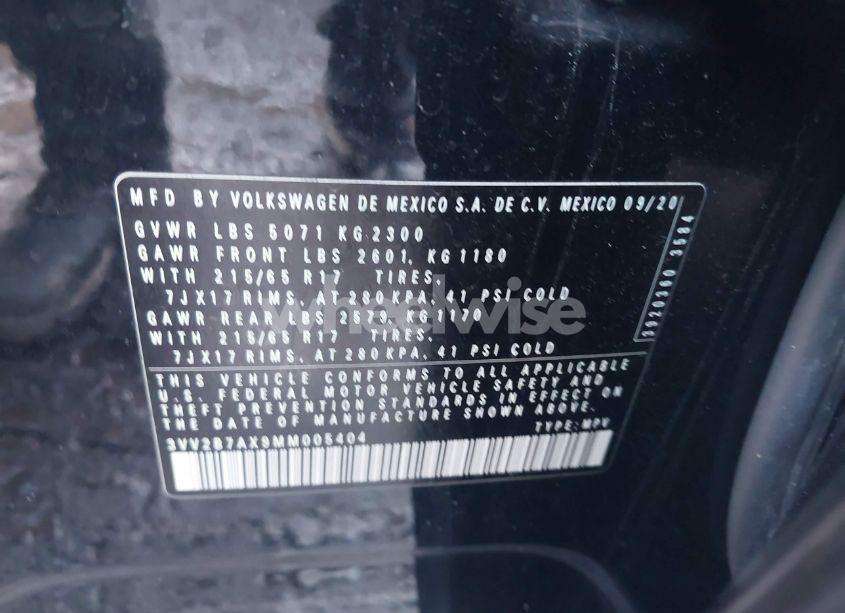 MFD BY VOLKSWAGEN DE MEXICO S.A. DE C.V. MEXICO 09/20
GVWR LBS 5071 KG 2300
GAWR FRONT LBS 2601, KG 1180
WITH 215/65 R17 TIRES,
7JX17 RIMS, AT 280 KPA, 41 PSI COLD
GAWR REAR LBS 2579, KG 1170
WITH 215/65 R17 TIRES,
7JX17 RIMS, AT 280 KPA, 41 PSI COLD
THIS VEHICLE CONFORMS TO ALL APPLICABLE
U.S. FEDERAL MOTOR VEHICLE SAFETY AND
THEFT PREVENTION STANDARDS IN EFFECT ON
THE DATE OF MANUFACTURE SHOWN ABOVE.
3VV2B7AX9MM005404 TYPE: MPV
3920360 3584
wheelwise